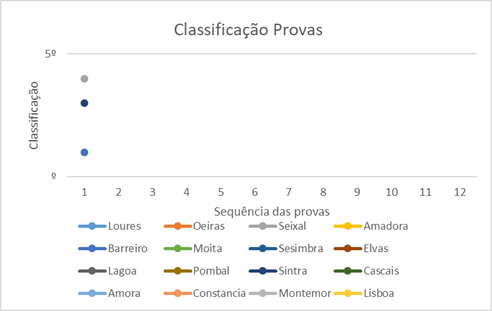 Classificação Provas
5º
Classificação
º
1 2 3 4 5 6 7 8 9 10 11 12
Sequência das provas
Loures Oeiras Seixal Amadora
Barreiro Moita Sesimbra Elvas
Lagoa Pombal Sintra Cascais
Amora Constancia Montemor Lisboa